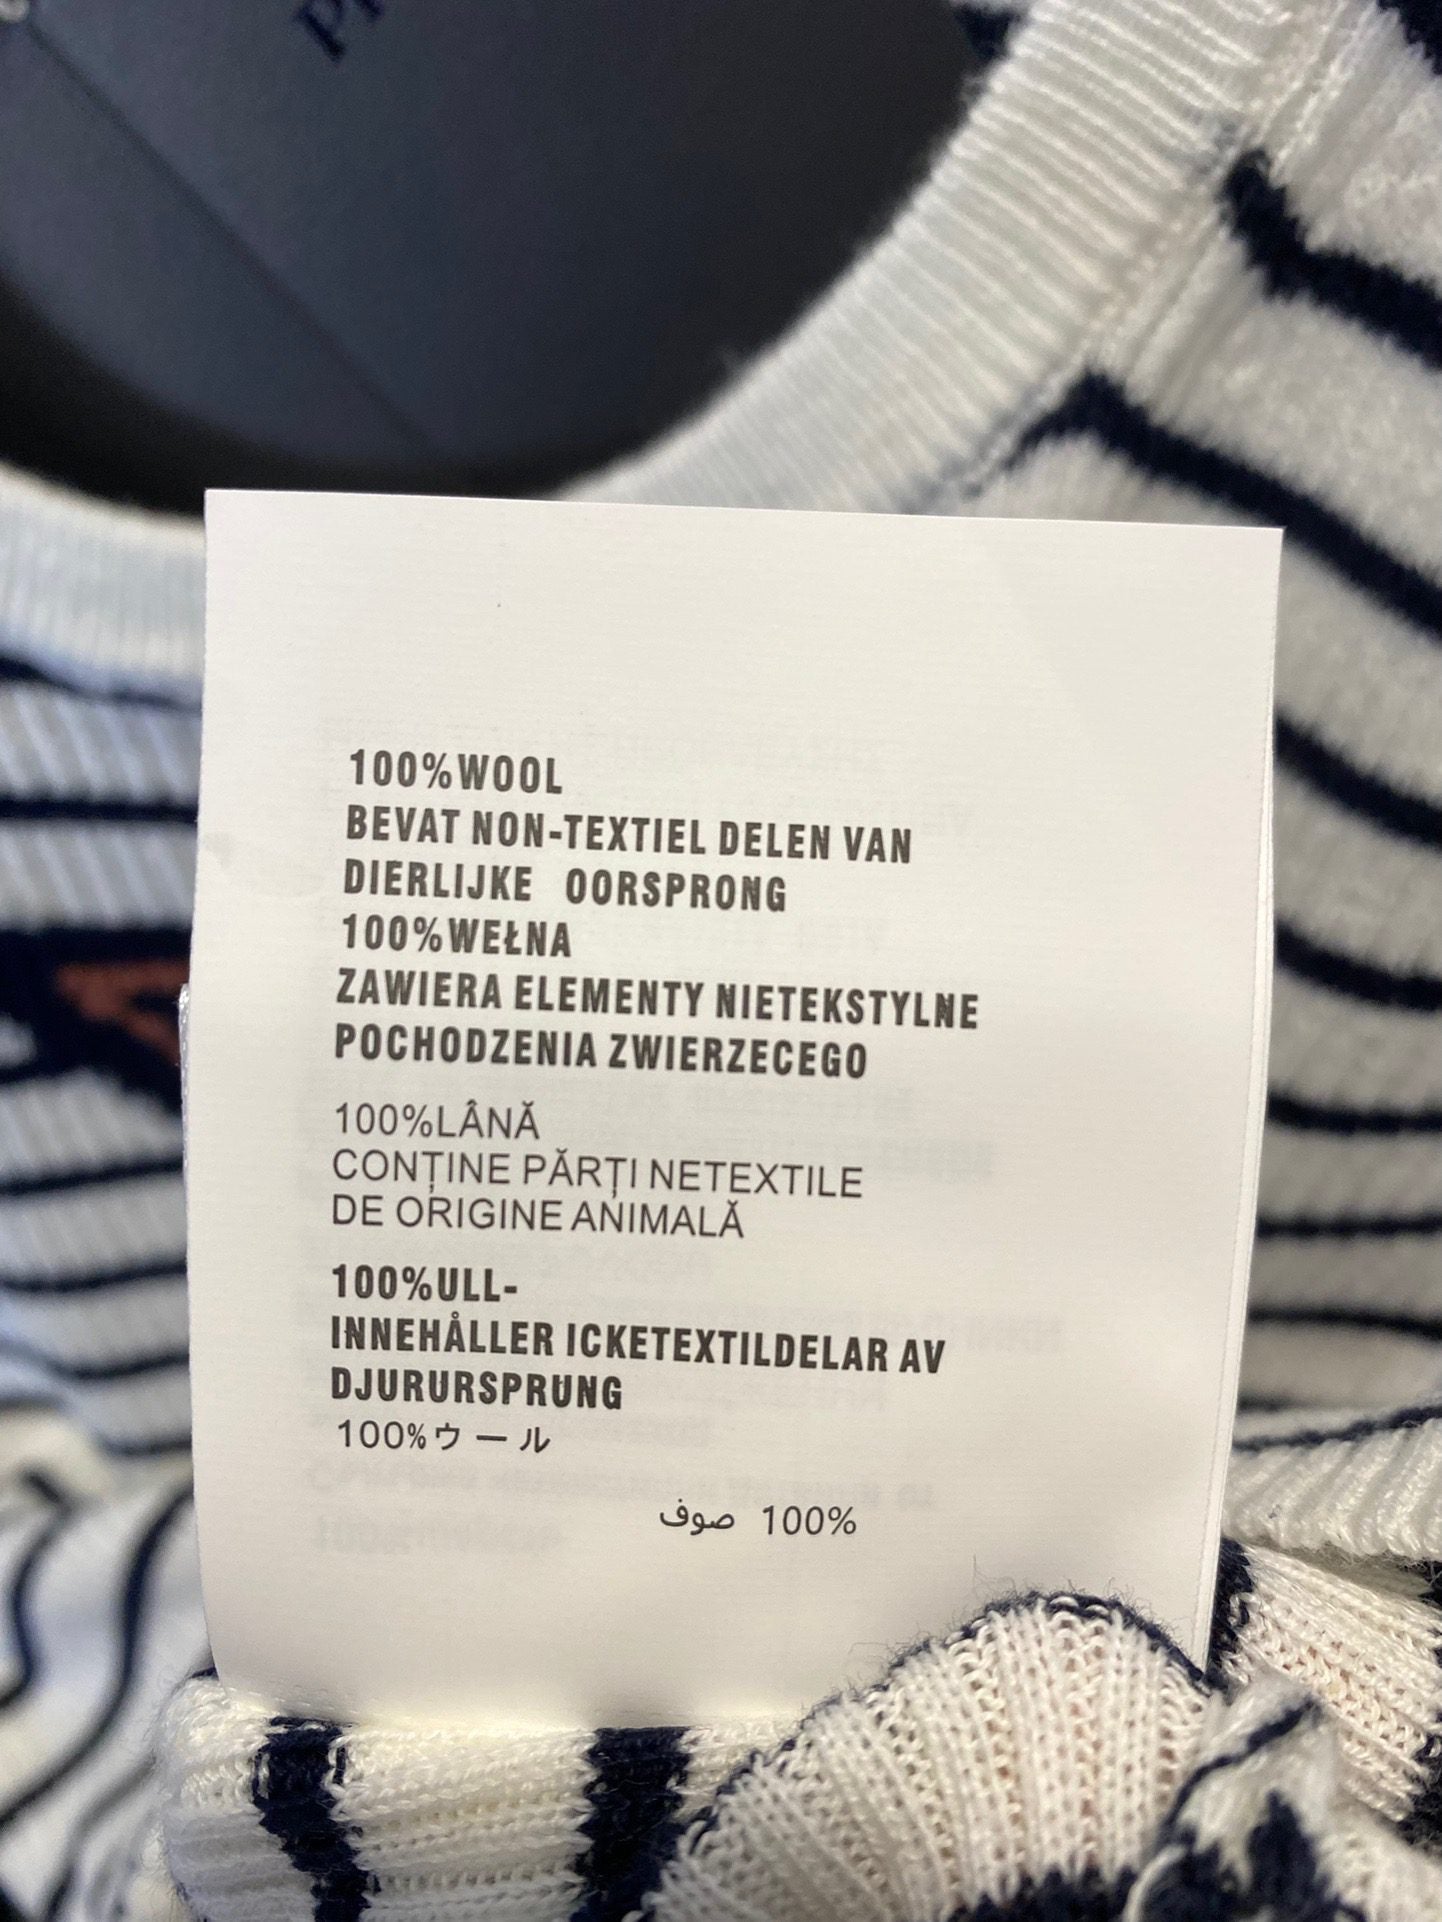 100%WOOL
BEVAT NON-TEXTIEL DELEN VAN
DIERLIJKE OORSPRONG
100%WEŁNA
ZAWIERA ELEMENTY NIETEKSTYLNE
POCHODZENIA ZWIERZECEGO
100%LÂNĂ
CONȚINE PĂRȚI NETEXTILE
DE ORIGINE ANIMALĂ
100%ULL-
INNEHÅLLER ICKETEXTILDELAR AV
DJURURSPRUNG
100%ウール
100% صوف